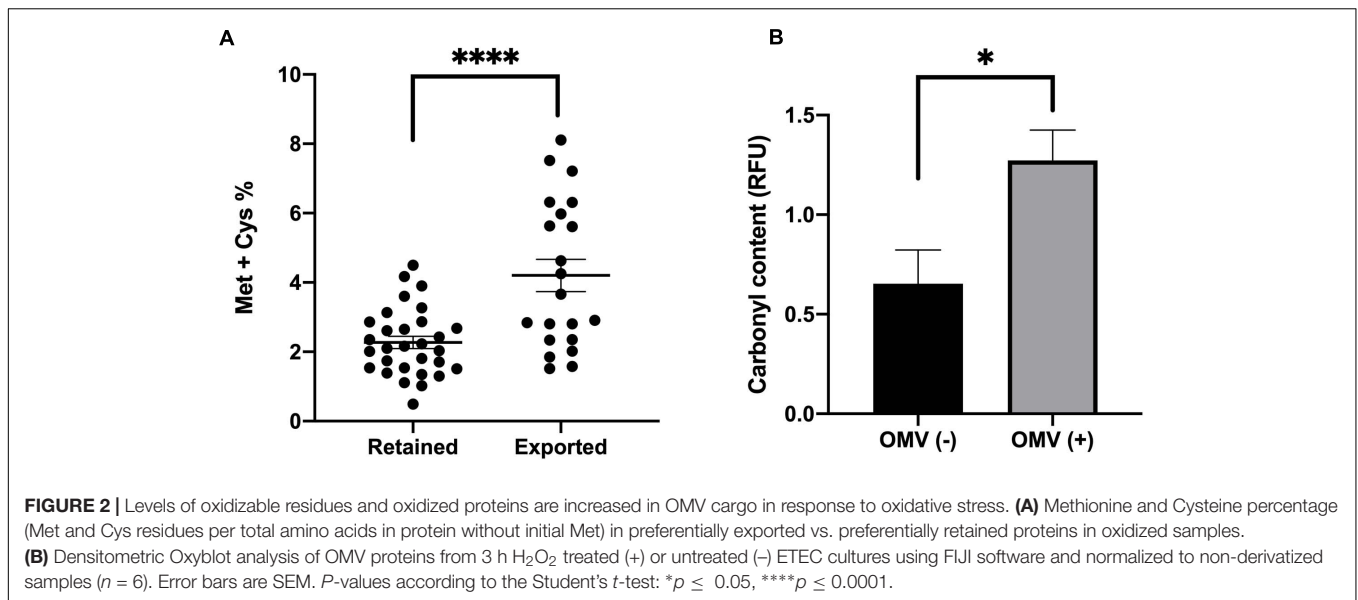 A
****
10
8
6
4
2
0
Met + Cys %
Retained
Exported
B
*
1.5
1.0
0.5
0.0
Carbonyl content (RFU)
OMV (-)
OMV (+)
FIGURE 2 | Levels of oxidizable residues and oxidized proteins are increased in OMV cargo in response to oxidative stress. (A) Methionine and Cysteine percentage
(Met and Cys residues per total amino acids in protein without initial Met) in preferentially exported vs. preferentially retained proteins in oxidized samples.
(B) Densitometric Oxyblot analysis of OMV proteins from 3 h H₂O₂ treated (+) or untreated (–) ETEC cultures using FIJI software and normalized to non-derivatized
samples (n = 6). Error bars are SEM. P-values according to the Student's t-test: *p ≤ 0.05, ****p ≤ 0.0001.